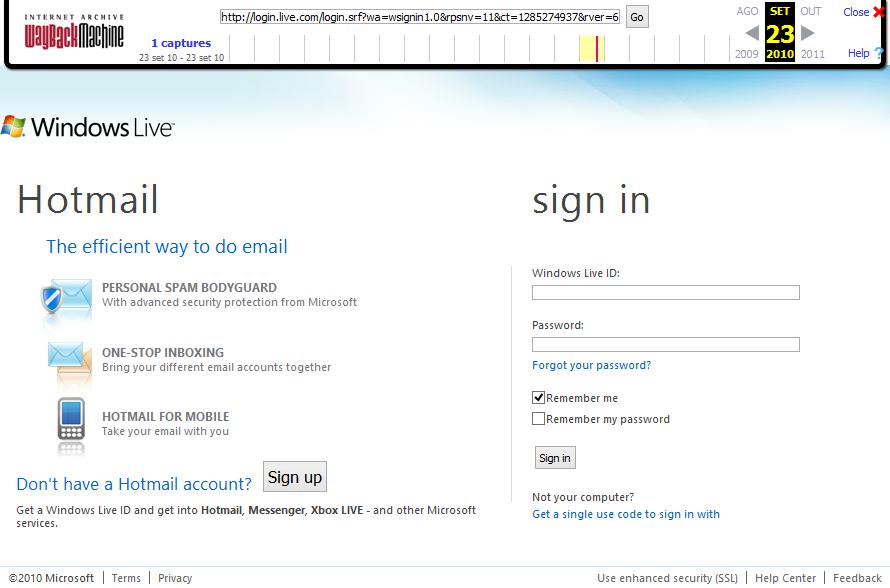 INTERNET ARCHIVE
WayBackMachine
http://login.live.com/login.srf?wa=wsignin1.0&rpsnv=11&ct=1285274937&rver=6
Go
1 captures
23 set 10 - 23 set 10
AGO SET OUT
23
2009 2010 2011
Close
Help ?
Windows Live™
Hotmail
The efficient way to do email
PERSONAL SPAM BODYGUARD
With advanced security protection from Microsoft
ONE-STOP INBOXING
Bring your different email accounts together
HOTMAIL FOR MOBILE
Take your email with you
Don't have a Hotmail account? Sign up
Get a Windows Live ID and get into Hotmail, Messenger, Xbox LIVE - and other Microsoft
services.
sign in
Windows Live ID:
Password:
Forgot your password?
Remember me
Remember my password
Sign in
Not your computer?
Get a single use code to sign in with
©2010 Microsoft Terms Privacy
Use enhanced security (SSL) Help Center Feedback